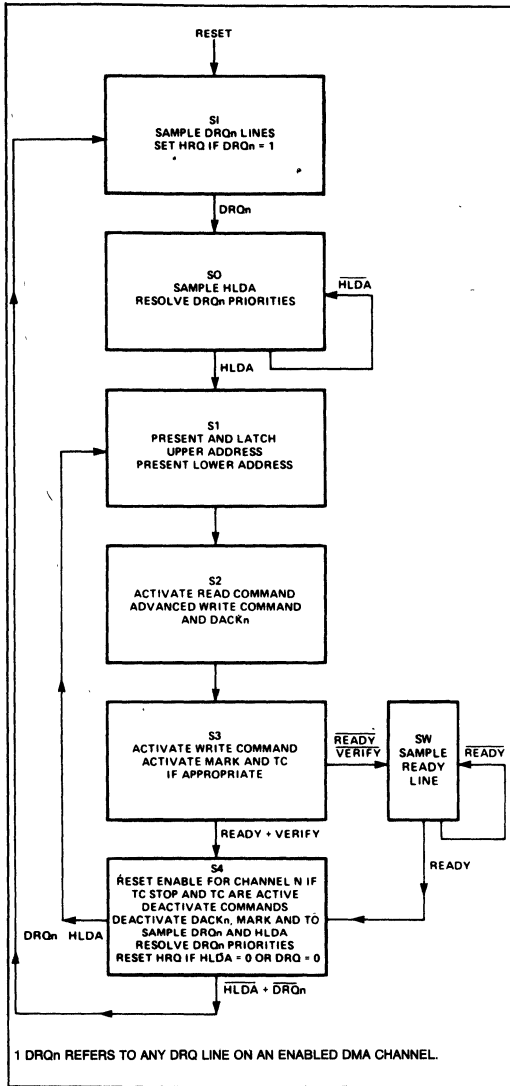 RESET
SI
SAMPLE DRQn LINES
SET HRQ IF DRQn = 1
DRQn
SO
SAMPLE HLDA
RESOLVE DRQn PRIORITIES
HLDA
HLDA
S1
PRESENT AND LATCH
UPPER ADDRESS
PRESENT LOWER ADDRESS
S2
ACTIVATE READ COMMAND
ADVANCED WRITE COMMAND
AND DACKn
S3
ACTIVATE WRITE COMMAND
ACTIVATE MARK AND TC
IF APPROPRIATE
READY
VERIFY
SW
SAMPLE
READY
LINE
READY
READY + VERIFY
READY
S4
RESET ENABLE FOR CHANNEL N IF
TC STOP AND TC ARE ACTIVE
DEACTIVATE COMMANDS
DEACTIVATE DACKn, MARK AND TO
SAMPLE DRQn AND HLDA
RESOLVE DRQn PRIORITIES
RESET HRQ IF HLDA = 0 OR DRQ = 0
DRQn HLDA
HLDA + DRQn
1 DRQn REFERS TO ANY DRQ LINE ON AN ENABLED DMA CHANNEL.